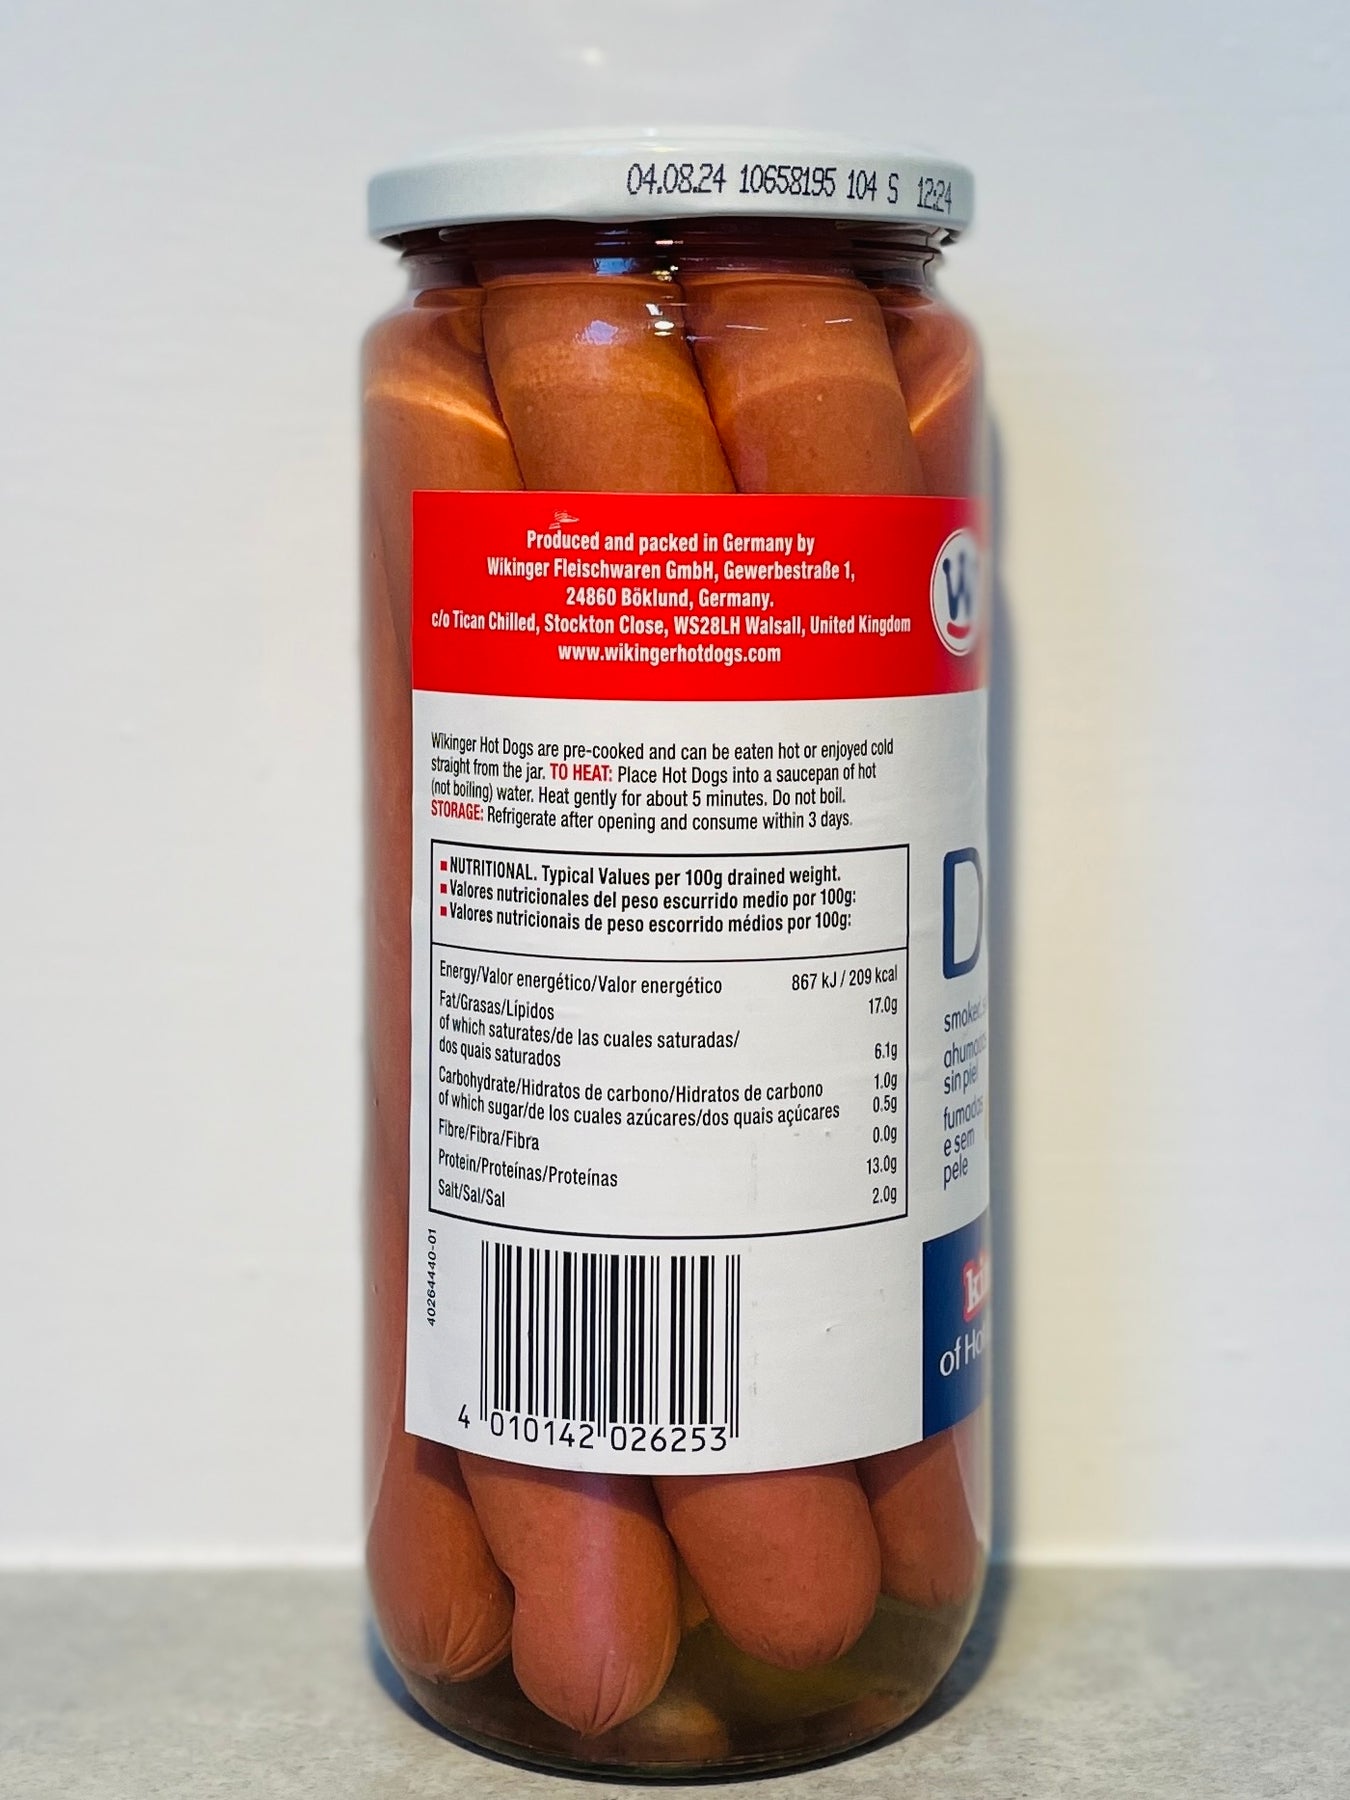 04.08.24 10658195 104 S 12:24
Produced and packed in Germany by
Wikinger Fleischwaren GmbH, Gewerbestraße 1,
24860 Böklund, Germany.
c/o Tican Chilled, Stockton Close, WS28LH Walsall, United Kingdom
www.wikingerhotdogs.com
W
Wikinger Hot Dogs are pre-cooked and can be eaten hot or enjoyed cold
straight from the jar. TO HEAT: Place Hot Dogs into a saucepan of hot
(not boiling) water. Heat gently for about 5 minutes. Do not boil.
STORAGE: Refrigerate after opening and consume within 3 days.
NUTRITIONAL. Typical Values per 100g drained weight.
Valores nutricionales del peso escurrido medio por 100g:
Valores nutricionais de peso escorrido médios por 100g:
Energy/Valor energético/Valor energético 867 kJ / 209 kcal
Fat/Grasas/Lípidos 17.0g
of which saturates/de las cuales saturadas/
dos quais saturados 6.1g
Carbohydrate/Hidratos de carbono/Hidratos de carbono 1.0g
of which sugar/de los cuales azúcares/dos quais açúcares 0.5g
Fibre/Fibra/Fibra 0.0g
Protein/Proteínas/Proteínas 13.0g
Salt/Sal/Sal 2.0g
40264440-01
4 010142 026253
D
smoked
ahumados
sin piel
fumados
e sem
pele
of